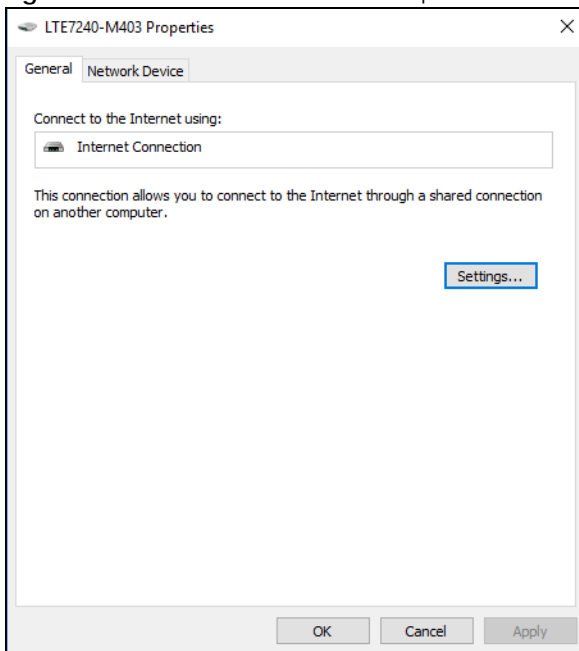 LTE7240-M403 Properties
General Network Device
Connect to the Internet using:
Internet Connection
This connection allows you to connect to the Internet through a shared connection
on another computer.
Settings...
OK Cancel Apply